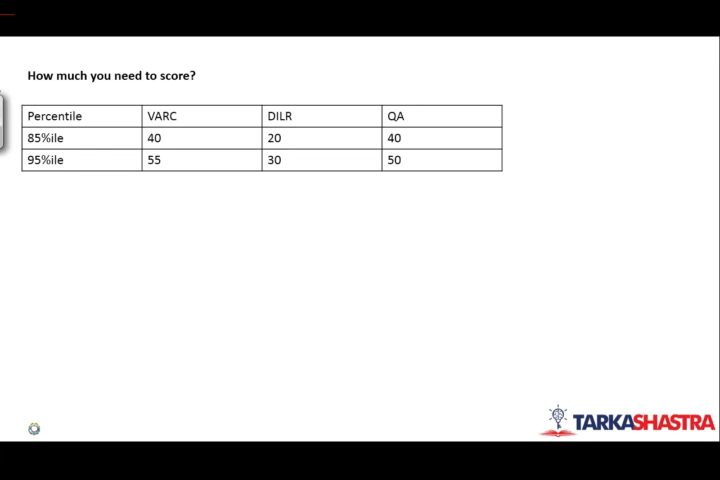 How much you need to score?
Percentile VARC DILR QA
85%ile 40 20 40
95%ile 55 30 50
TARKASHASTRA